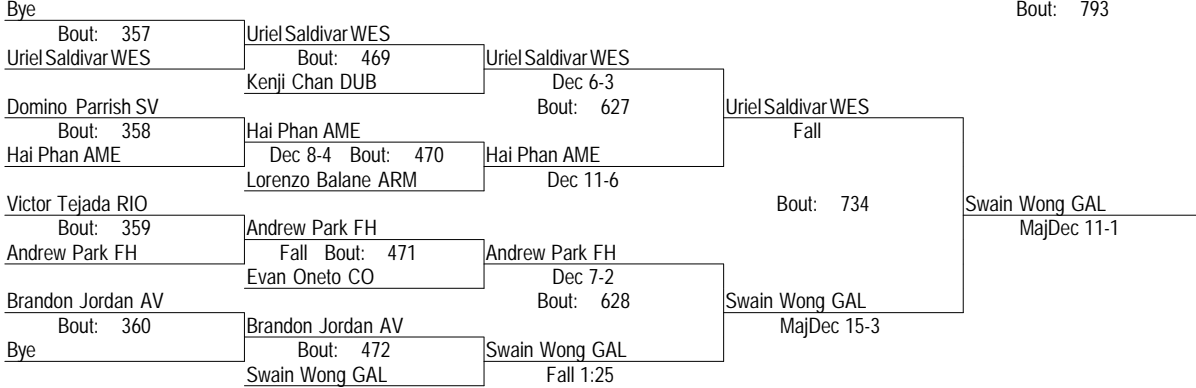 Bye
Bout: 793
Bout: 357
Uriel Saldivar WES
Uriel Saldivar WES
Bout: 469
Uriel Saldivar WES
Kenji Chan DUB
Dec 6-3
Domino Parrish SV
Bout: 627
Uriel Saldivar WES
Bout: 358
Hai Phan AME
Fall
Hai Phan AME
Dec 8-4 Bout: 470
Hai Phan AME
Lorenzo Balane ARM
Dec 11-6
Victor Tejada RIO
Bout: 734
Swain Wong GAL
Bout: 359
Andrew Park FH
MajDec 11-1
Andrew Park FH
Fall Bout: 471
Andrew Park FH
Evan Oneto CO
Dec 7-2
Brandon Jordan AV
Bout: 628
Swain Wong GAL
Bout: 360
Brandon Jordan AV
MajDec 15-3
Bye
Bout: 472
Swain Wong GAL
Swain Wong GAL
Fall 1:25